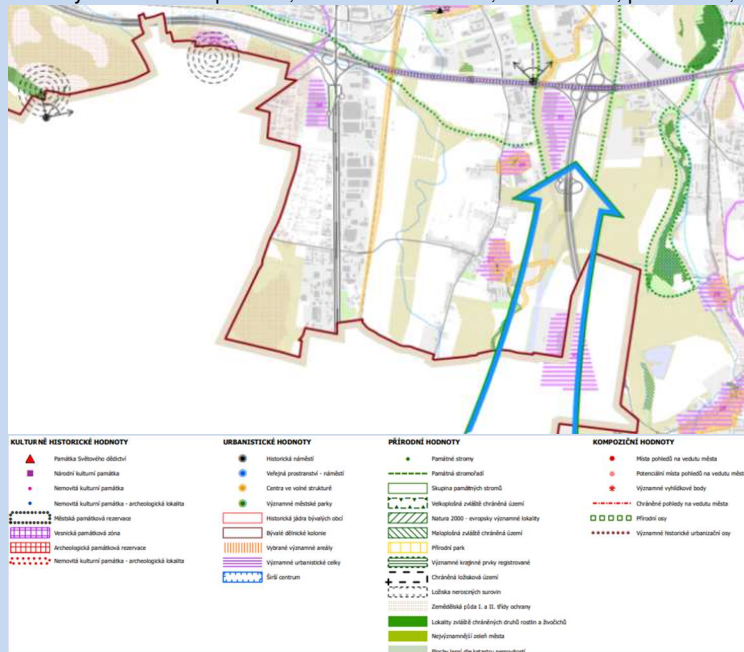 KULTURNĚ HISTORICKÉ HODNOTY
Památka Světového dědictví
Národní kulturní památka
Nemovitá kulturní památka
Nemovitá kulturní památka - archeologická lokalita
Městská památková rezervace
Vesnická památková zóna
Archeologická památková rezervace
Nemovitá kulturní památka - archeologická lokalita
URBANISTICKÉ HODNOTY
Historická náměstí
Veřejná prostranství - náměstí
Centra ve volné struktuře
Významné městské parky
Historická jádra bývalých obcí
Bývalé dělnické kolonie
Vybrané významné areály
Významné urbanistické celky
Širší centrum
PŘÍRODNÍ HODNOTY
Památné stromy
Památná stromořadí
Skupina památných stromů
Velkoplošná zvláště chráněná území
Natura 2000 - evropsky významné lokality
Maloplošná zvláště chráněná území
Přírodní park
Významné krajinné prvky registrované
Chráněná ložisková území
Ložiska nerostných surovin
Zemědělská půda I. a II. třídy ochrany
Lokality zvláště chráněných druhů rostlin a živočichů
Nejvýznamnější zeleň města
KOMPOZIČNÍ HODNOTY
Místa pohledů na vedutu města
Potenciální místa pohledů na vedutu měst
Významné vyhlídkové body
Chráněné pohledy na vedutu města
Přírodní osy
Významné historické urbanizační osy